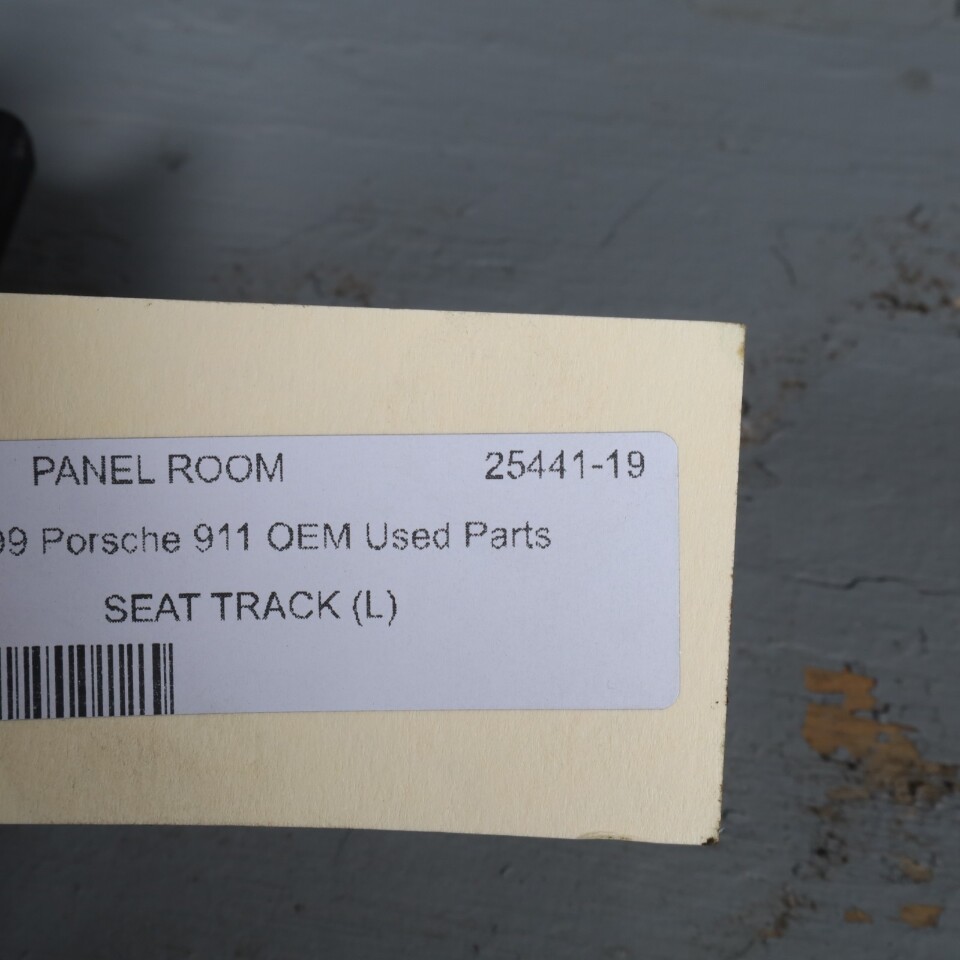 PANEL ROOM 25441-19
99 Porsche 911 OEM Used Parts
SEAT TRACK (L)